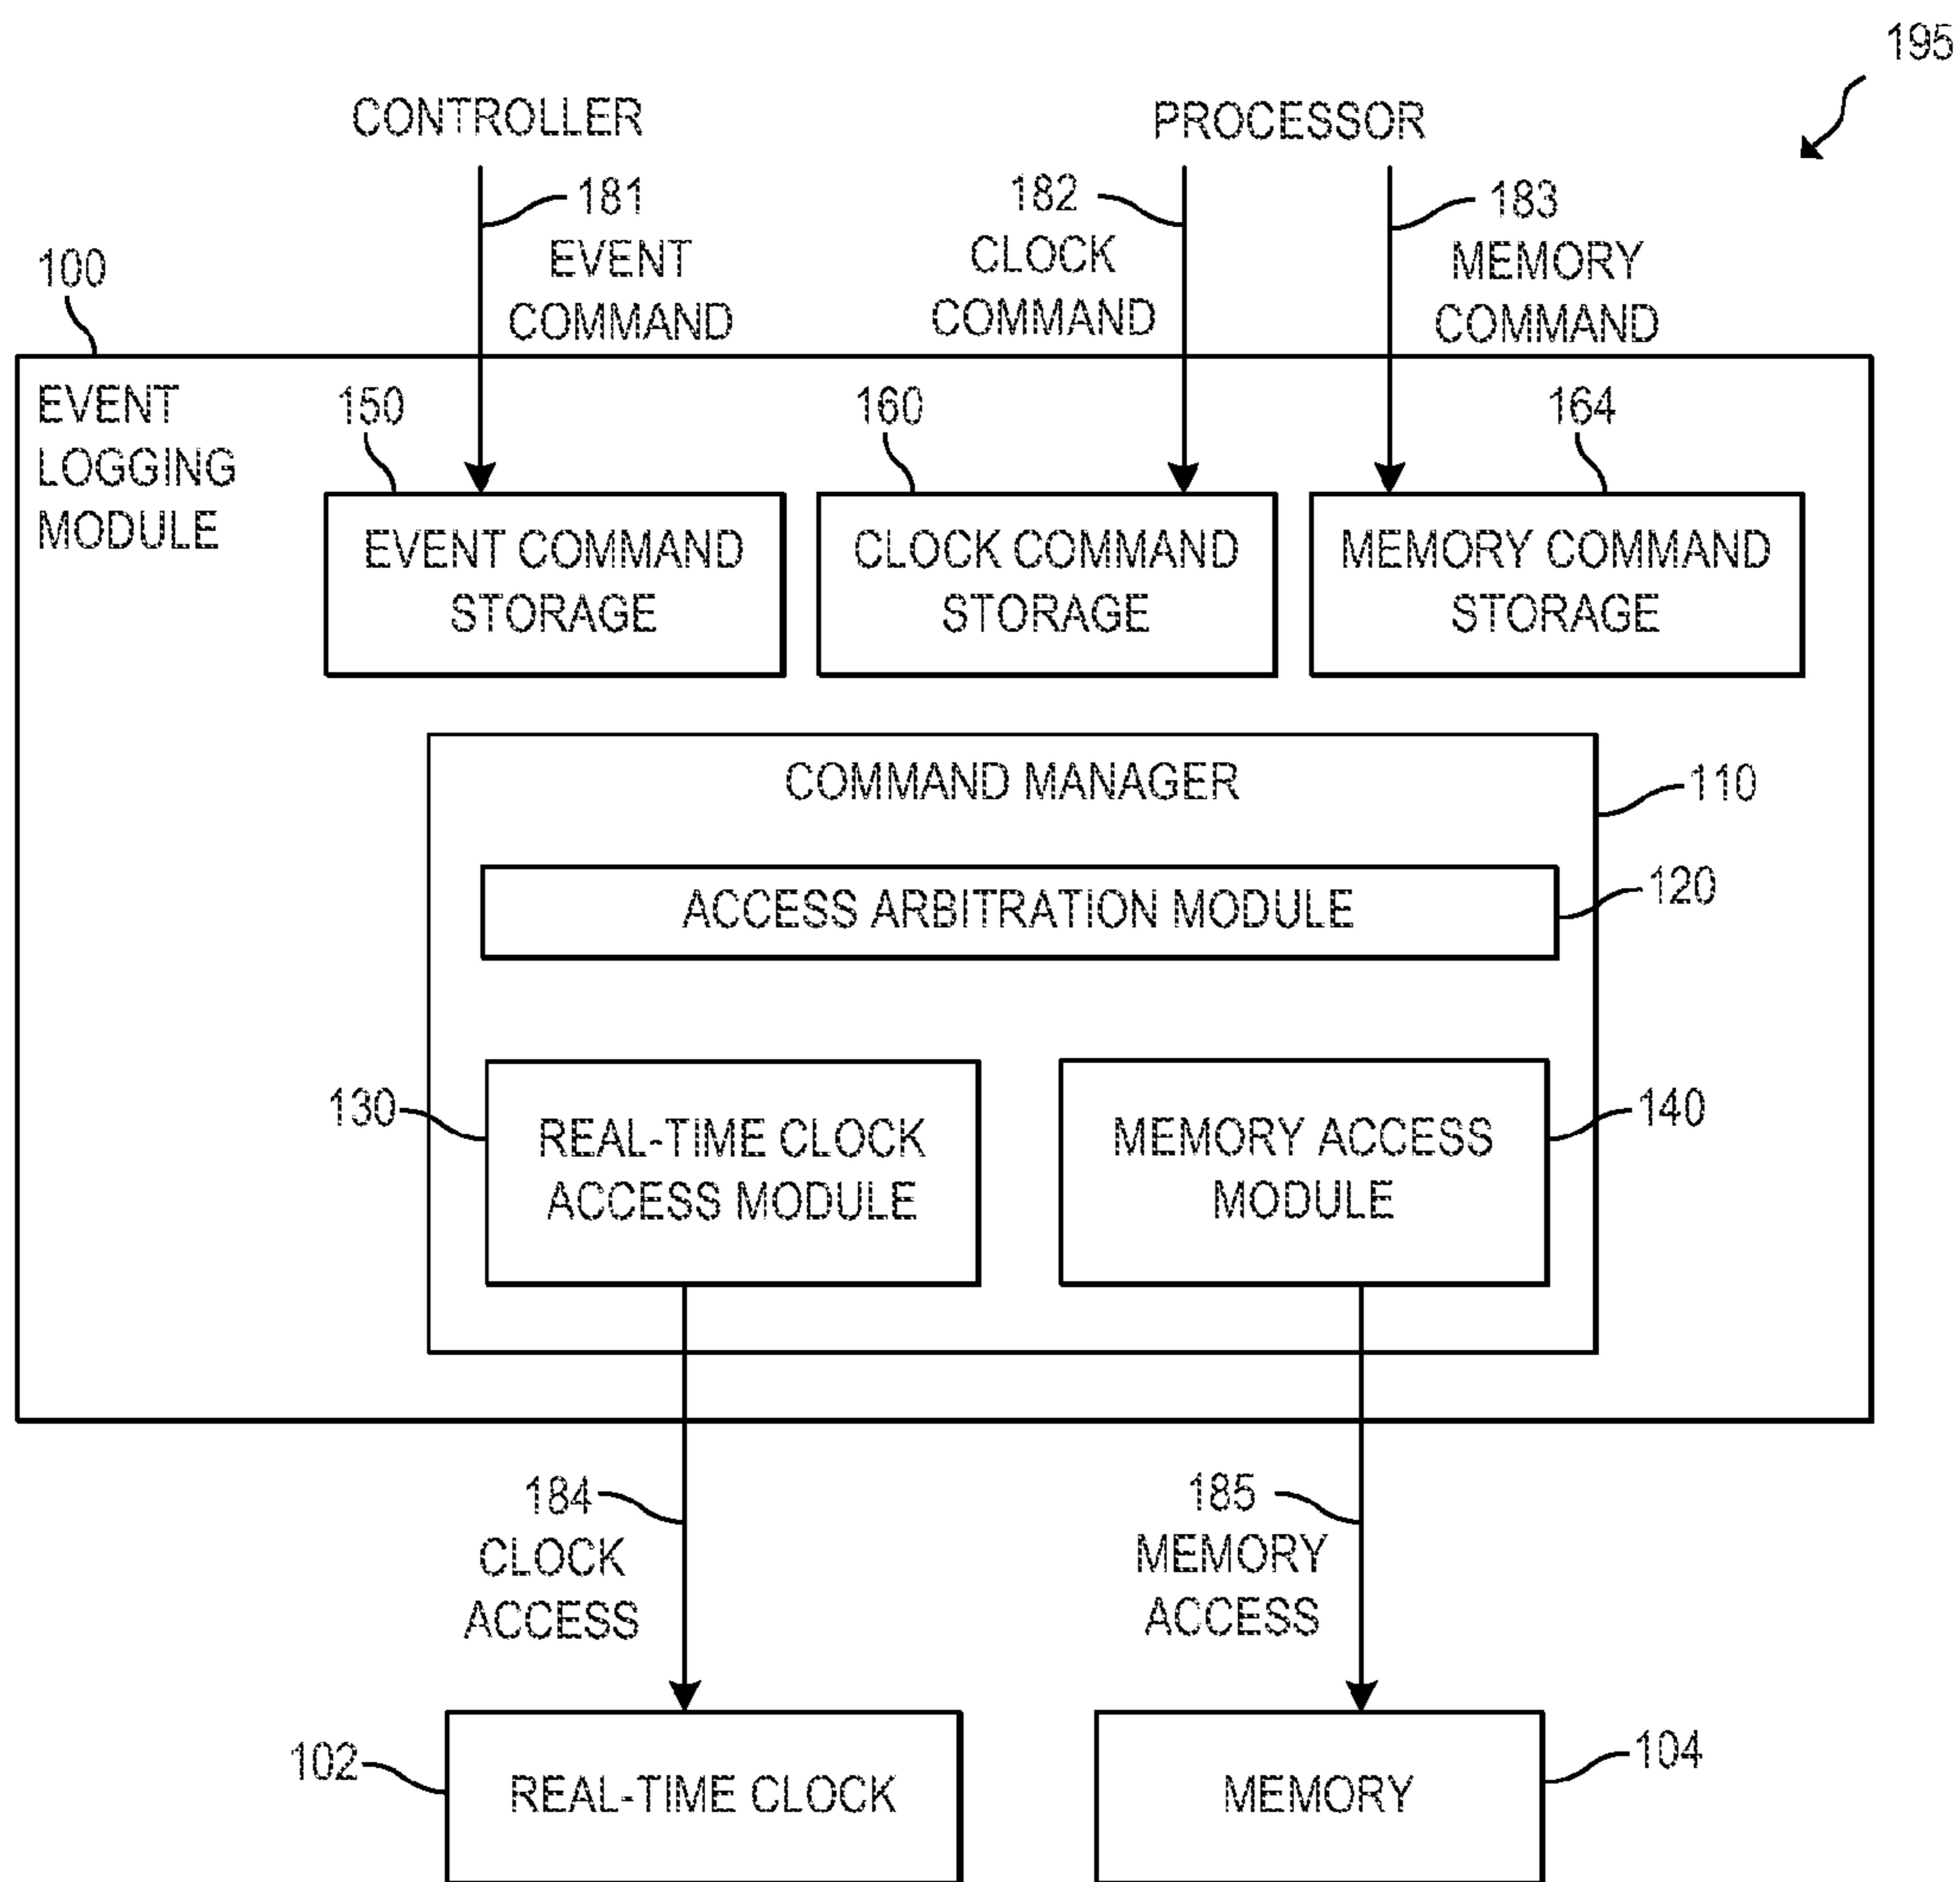 195
CONTROLLER
PROCESSOR
181
EVENT
COMMAND
182
CLOCK
COMMAND
183
MEMORY
COMMAND
100
EVENT
LOGGING
MODULE
150
160
164
EVENT COMMAND
STORAGE
CLOCK COMMAND
STORAGE
MEMORY COMMAND
STORAGE
COMMAND MANAGER
110
ACCESS ARBITRATION MODULE
120
130
REAL-TIME CLOCK
ACCESS MODULE
MEMORY ACCESS
MODULE
140
184
CLOCK
ACCESS
185
MEMORY
ACCESS
102
REAL-TIME CLOCK
MEMORY
104